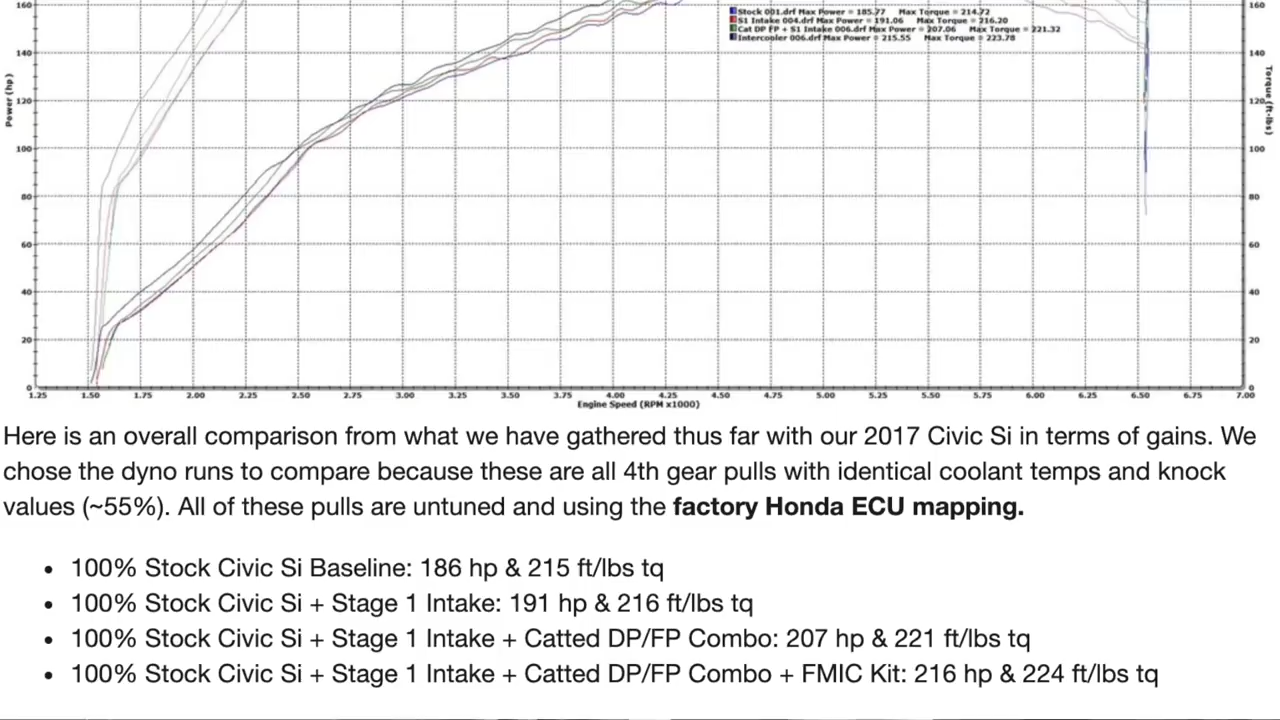 160 160
Stock 001.drf Max Power = 185.77 Max Torque = 214.72
S1 Intake 004.drf Max Power = 191.06 Max Torque = 216.20
Cat DP FP + S1 Intake 006.drf Max Power = 207.06 Max Torque = 221.32
Intercooler 006.drf Max Power = 215.55 Max Torque = 223.78
140 140
Power (hp)
Torque (ft-lbs)
120 120
100 100
80 80
60 60
40 40
20 20
0 0
1.25 1.50 1.75 2.00 2.25 2.50 2.75 3.00 3.25 3.50 3.75 4.00 4.25 4.50 4.75 5.00 5.25 5.50 5.75 6.00 6.25 6.50 6.75 7.00
Engine Speed (RPM x1000)
Here is an overall comparison from what we have gathered thus far with our 2017 Civic Si in terms of gains. We
chose the dyno runs to compare because these are all 4th gear pulls with identical coolant temps and knock
values (~55%). All of these pulls are untuned and using the factory Honda ECU mapping.
• 100% Stock Civic Si Baseline: 186 hp & 215 ft/lbs tq
• 100% Stock Civic Si + Stage 1 Intake: 191 hp & 216 ft/lbs tq
• 100% Stock Civic Si + Stage 1 Intake + Catted DP/FP Combo: 207 hp & 221 ft/lbs tq
• 100% Stock Civic Si + Stage 1 Intake + Catted DP/FP Combo + FMIC Kit: 216 hp & 224 ft/lbs tq